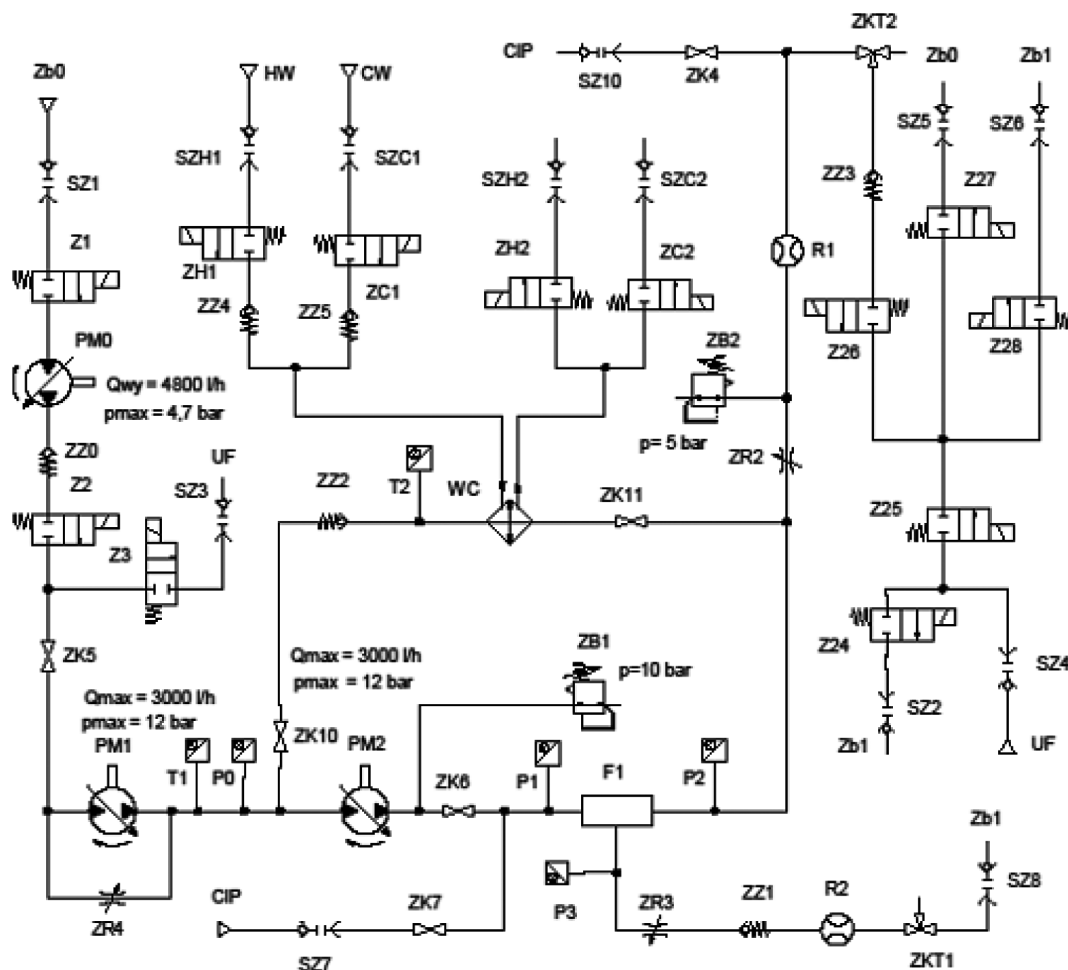 ZKT2
CIP
Zb0
HW
CW
ZK4
Zb0
Zb1
SZ10
SZ5
SZ6
SZH1
SZC1
SZ1
SZH2
SZC2
ZZ3
Z27
Z1
ZH1
ZC1
ZH2
ZC2
R1
ZZ4
ZZ5
Z26
Z28
PM0
ZB2
Qwy = 4800 l/h
pmax = 4,7 bar
p= 5 bar
ZZ0
UF
ZR2
Z2
SZ3
ZZ2
T2
WC
ZK11
Z25
Z3
Z24
ZB1
ZK5
Qmax = 3000 l/h
pmax = 12 bar
p=10 bar
SZ4
Qmax = 3000 l/h
pmax = 12 bar
SZ2
ZK10
Zb1
UF
PM1
T1
P0
PM2
ZK6
P1
F1
P2
Zb1
CIP
ZK7
P3
ZR3
ZZ1
R2
SZ8
ZR4
SZ7
ZKT1